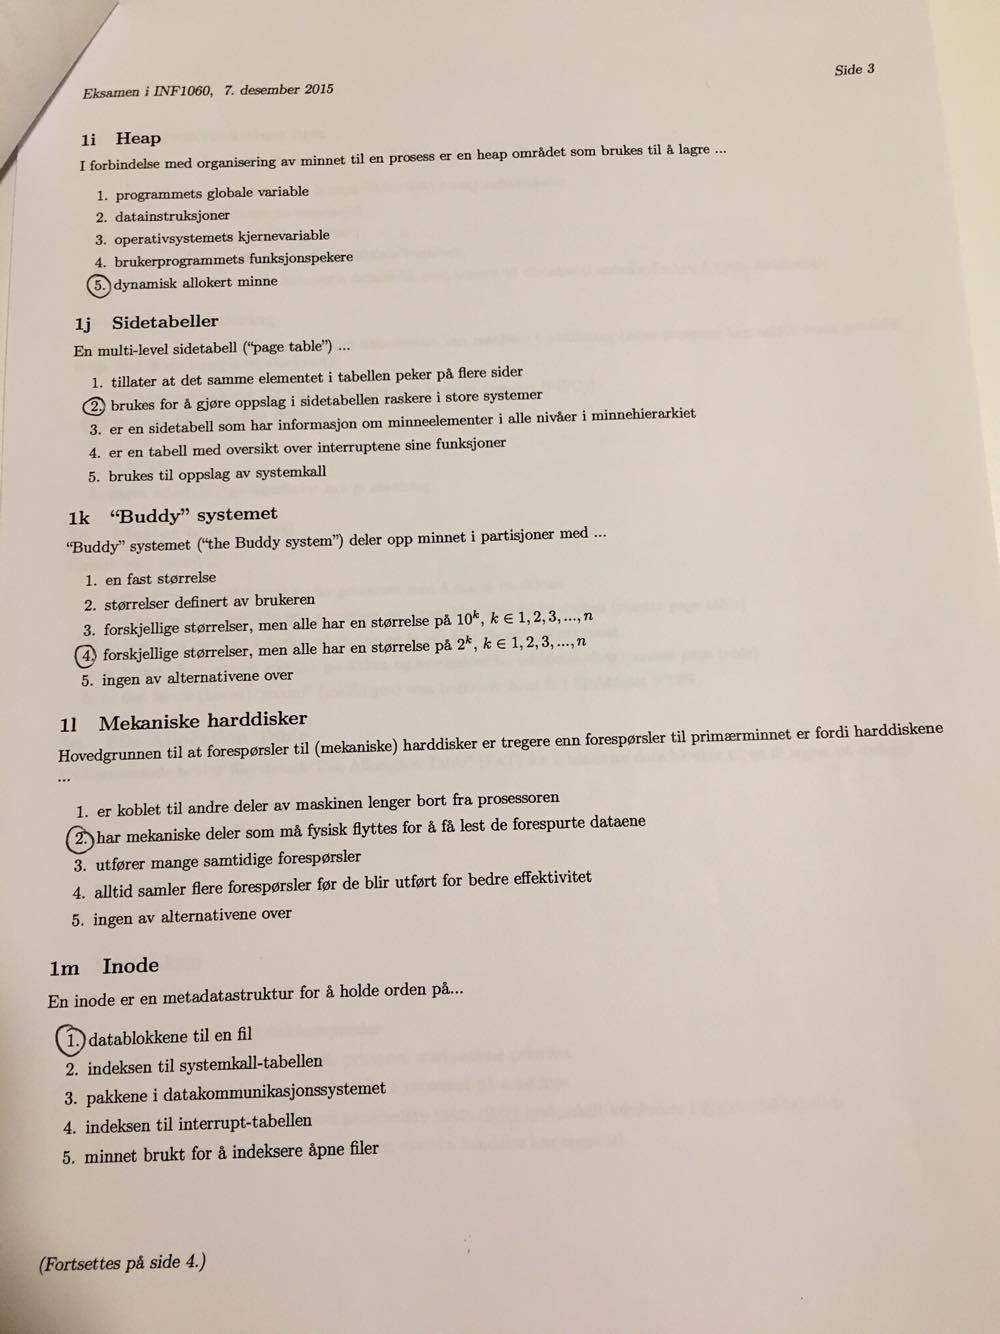 Side 3
Eksamen i INF1060, 7. desember 2015
1i Heap
I forbindelse med organisering av minnet til en prosess er en heap området som brukes til å lagre ...
1. programmets globale variable
2. datainstruksjoner
3. operativsystemets kjernevariable
4. brukerprogrammets funksjonspekere
5. dynamisk allokert minne
1j Sidetabeller
En multi-level sidetabell (“page table”) ...
1. tillater at det samme elementet i tabellen peker på flere sider
2. brukes for å gjøre oppslag i sidetabellen raskere i store systemer
3. er en sidetabell som har informasjon om minneelementer i alle nivåer i minnehierarkiet
4. er en tabell med oversikt over interruptene sine funksjoner
5. brukes til oppslag av systemkall
1k “Buddy” systemet
“Buddy” systemet (“the Buddy system”) deler opp minnet i partisjoner med ...
1. en fast størrelse
2. størrelser definert av brukeren
3. forskjellige størrelser, men alle har en størrelse på 10ᵏ, k ∈ 1, 2, 3, ..., n
4. forskjellige størrelser, men alle har en størrelse på 2ᵏ, k ∈ 1, 2, 3, ..., n
5. ingen av alternativene over
1l Mekaniske harddisker
Hovedgrunnen til at forespørsler til (mekaniske) harddisker er tregere enn forespørsler til primærminnet er fordi harddiskene
...
1. er koblet til andre deler av maskinen lenger bort fra prosessoren
2. har mekaniske deler som må fysisk flyttes for å få lest de forespurte dataene
3. utfører mange samtidige forespørsler
4. alltid samler flere forespørsler før de blir utført for bedre effektivitet
5. ingen av alternativene over
1m Inode
En inode er en metadatastruktur for å holde orden på...
1. datablokkene til en fil
2. indeksen til systemkall-tabellen
3. pakkene i datakommunikasjonssystemet
4. indeksen til interrupt-tabellen
5. minnet brukt for å indeksere åpne filer
(Fortsettes på side 4.)